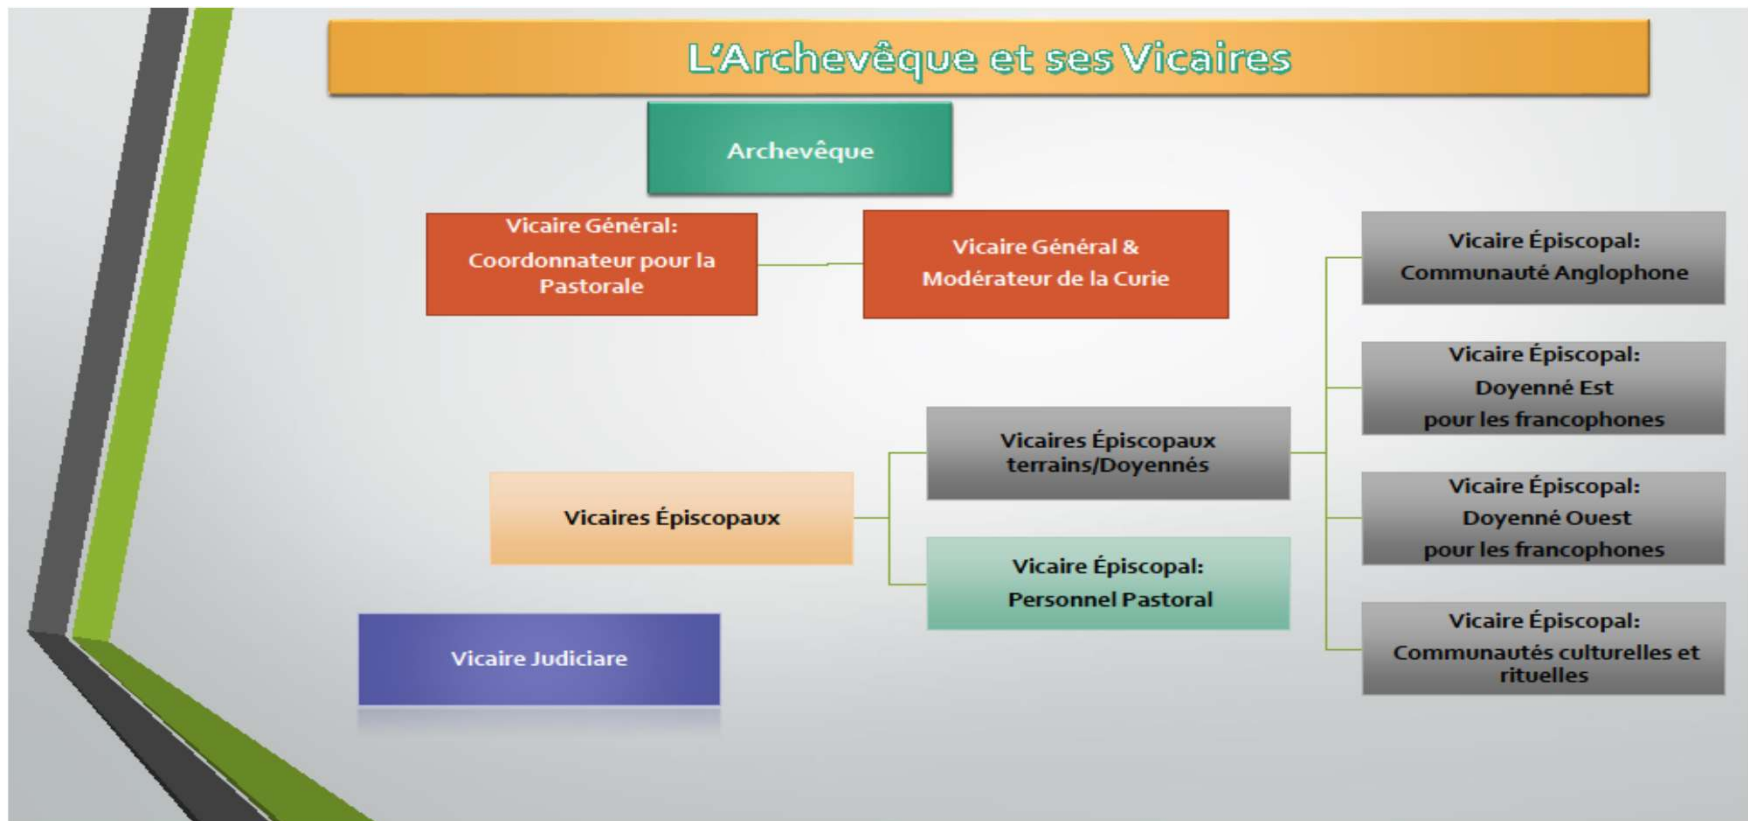 L'Archevêque et ses Vicaires
Archevêque
Vicaire Général:
Coordonnateur pour la
Pastorale
Vicaire Général &
Modérateur de la Curie
Vicaire Épiscopal:
Communauté Anglophone
Vicaire Épiscopal:
Doyenné Est
pour les francophones
Vicaires Épiscopaux
terrains/Doyennés
Vicaires Épiscopaux
Vicaire Épiscopal:
Doyenné Ouest
pour les francophones
Vicaire Épiscopal:
Personnel Pastoral
Vicaire Judiciare
Vicaire Épiscopal:
Communautés culturelles et
rituelles